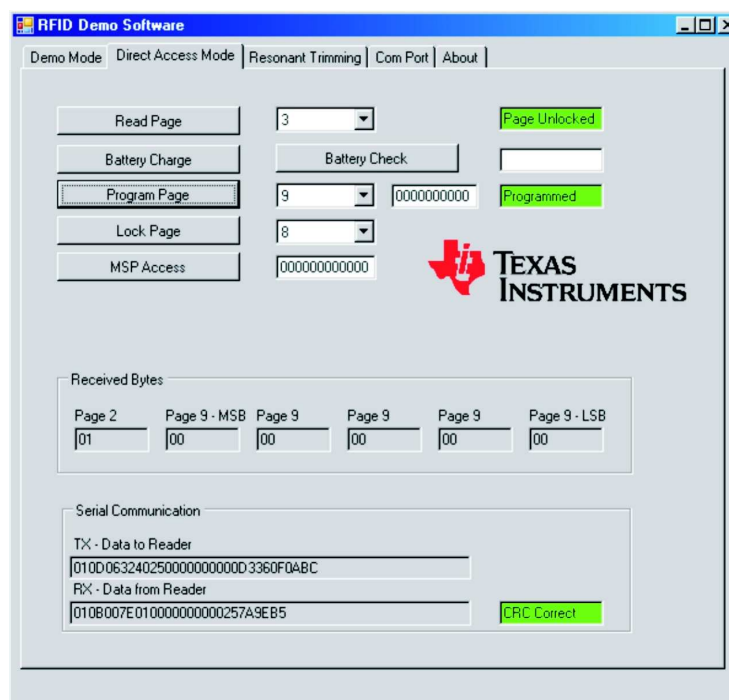 RFID Demo Software
Demo Mode Direct Access Mode Resonant Trimming Com Port About
Read Page 3 Page Unlocked
Battery Charge Battery Check
Program Page 9 0000000000 Programmed
Lock Page 8
MSP Access 000000000000
TEXAS
INSTRUMENTS
Received Bytes
Page 2 Page 9 - MSB Page 9 Page 9 Page 9 Page 9 - LSB
01 00 00 00 00 00
Serial Communication
TX - Data to Reader
010D063240250000000000D3360F0ABC
RX - Data from Reader
010B007E010000000000257A9EB5 CRC Correct